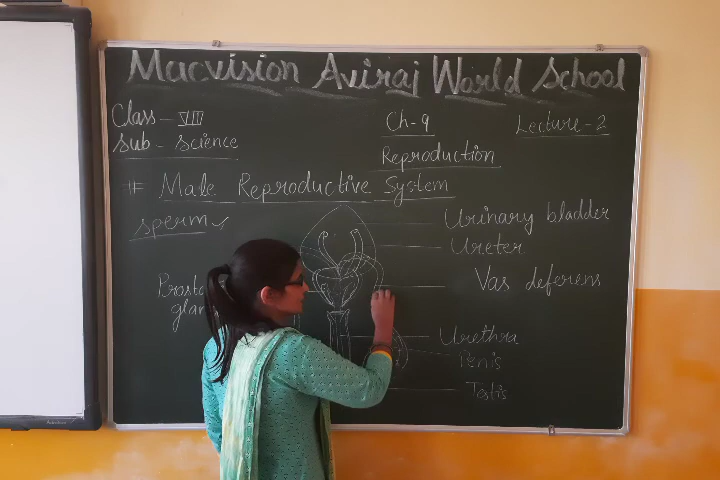 Macvision Aviraj World School
Class - VIII
Ch-9
Lecture-2
Sub - Science
Reproduction
Male Reproductive System
sperm
Urinary bladder
Ureter
Vas deferens
Urethra
Penis
Testis